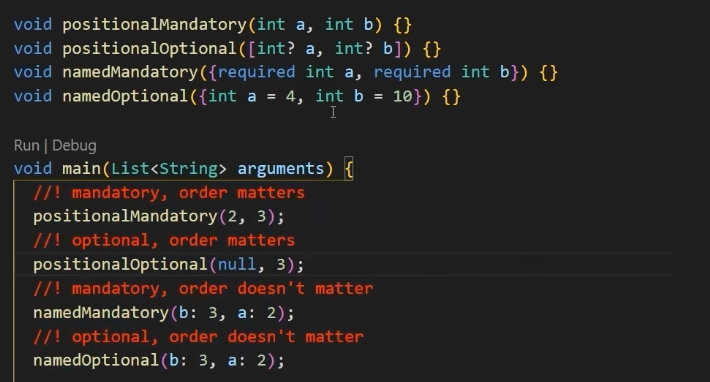 void positionalMandatory(int a, int b) {}
void positionalOptional([int? a, int? b]) {}
void namedMandatory({required int a, required int b}) {}
void namedOptional({int a = 4, int b = 10}) {}
Run | Debug
void main(List<String> arguments) {
//! mandatory, order matters
positionalMandatory(2, 3);
//! optional, order matters
positionalOptional(null, 3);
//! mandatory, order doesn't matter
namedMandatory(b: 3, a: 2);
//! optional, order doesn't matter
namedOptional(b: 3, a: 2);